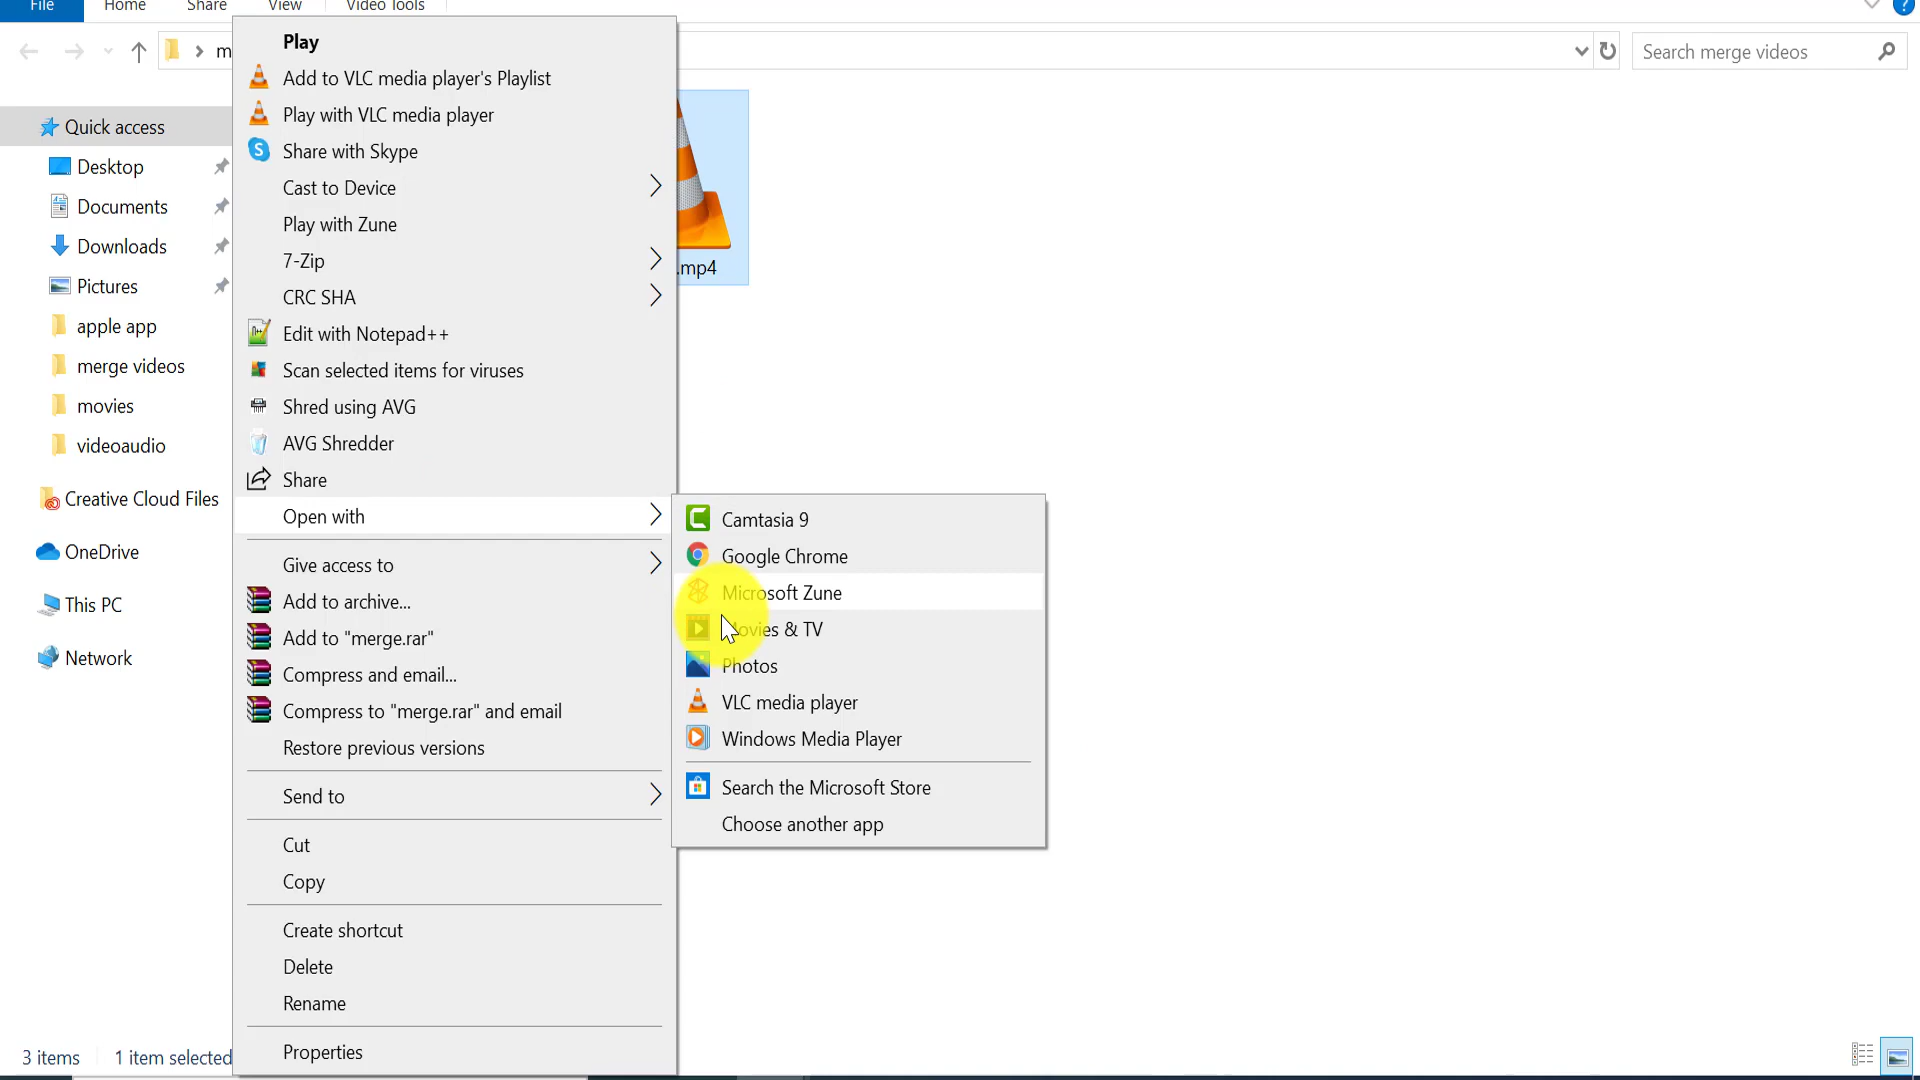 File
Home
Share
View
Video Tools
?
m
Search merge videos
Quick access
Desktop
Documents
Downloads
Pictures
apple app
merge videos
movies
videoaudio
Creative Cloud Files
OneDrive
This PC
Network
Play
Add to VLC media player's Playlist
Play with VLC media player
Share with Skype
Cast to Device
Play with Zune
7-Zip
CRC SHA
Edit with Notepad++
Scan selected items for viruses
Shred using AVG
AVG Shredder
Share
Open with
Give access to
Add to archive...
Add to "merge.rar"
Compress and email...
Compress to "merge.rar" and email
Restore previous versions
Send to
Cut
Copy
Create shortcut
Delete
Rename
Properties
.mp4
Camtasia 9
Google Chrome
Microsoft Zune
Movies & TV
Photos
VLC media player
Windows Media Player
Search the Microsoft Store
Choose another app
3 items
1 item selected